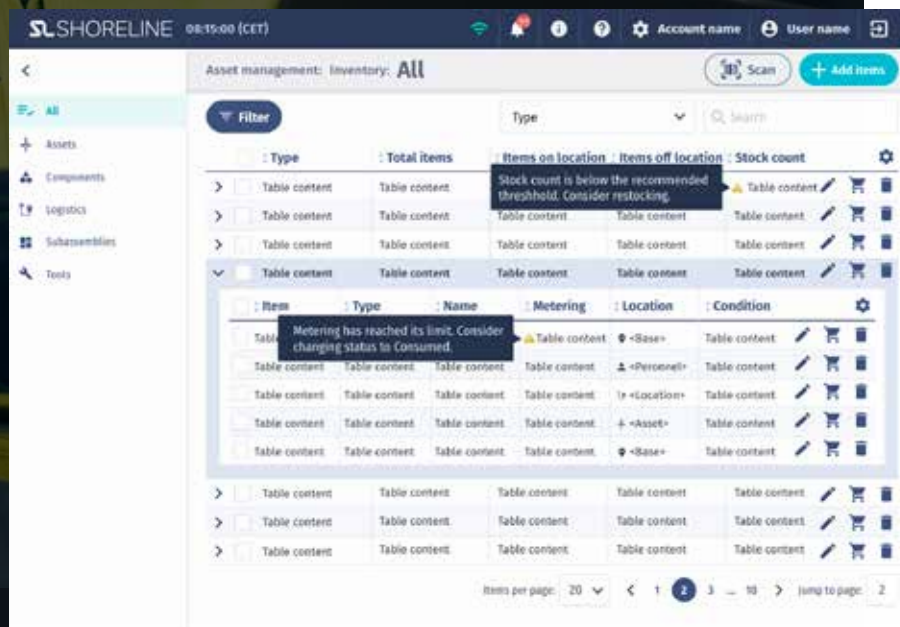 SL SHORELINE 08:15:00 (CET) Account name User name
Asset management: Inventory: All Scan + Add items
All
Assets
Components
Logistics
Subassemblies
Tools
Filter Type Search
Type Total items Items on location Items off location Stock count
Table content Table content Table content
Stock count is below the recommended
threshhold. Consider restocking.
Table content Table content Table content Table content Table content
Table content Table content Table content Table content Table content
Table content Table content Table content Table content Table content
Item Type Name Metering Location Condition
Table content <Base> Table content
Metering has reached its limit. Consider
changing status to Consumed.
Table content Table content Table content Table content <Personnel> Table content
Table content Table content Table content Table content <Location> Table content
Table content Table content Table content Table content <Asset> Table content
Table content Table content Table content Table content <Base> Table content
Table content Table content Table content Table content Table content
Table content Table content Table content Table content Table content
Table content Table content Table content Table content Table content
Items per page: 20 1 2 3 ... 10 Jump to page: 2